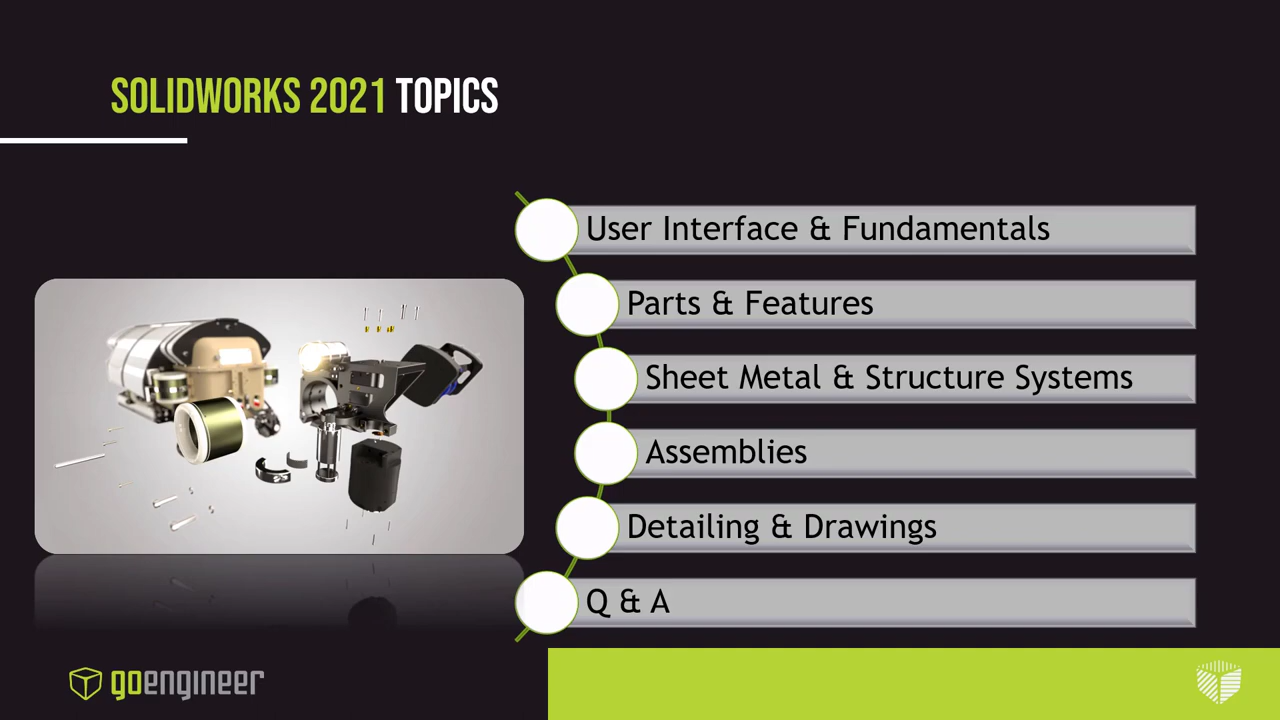 SOLIDWORKS 2021 TOPICS
User Interface & Fundamentals
Parts & Features
Sheet Metal & Structure Systems
Assemblies
Detailing & Drawings
Q & A
goengineer